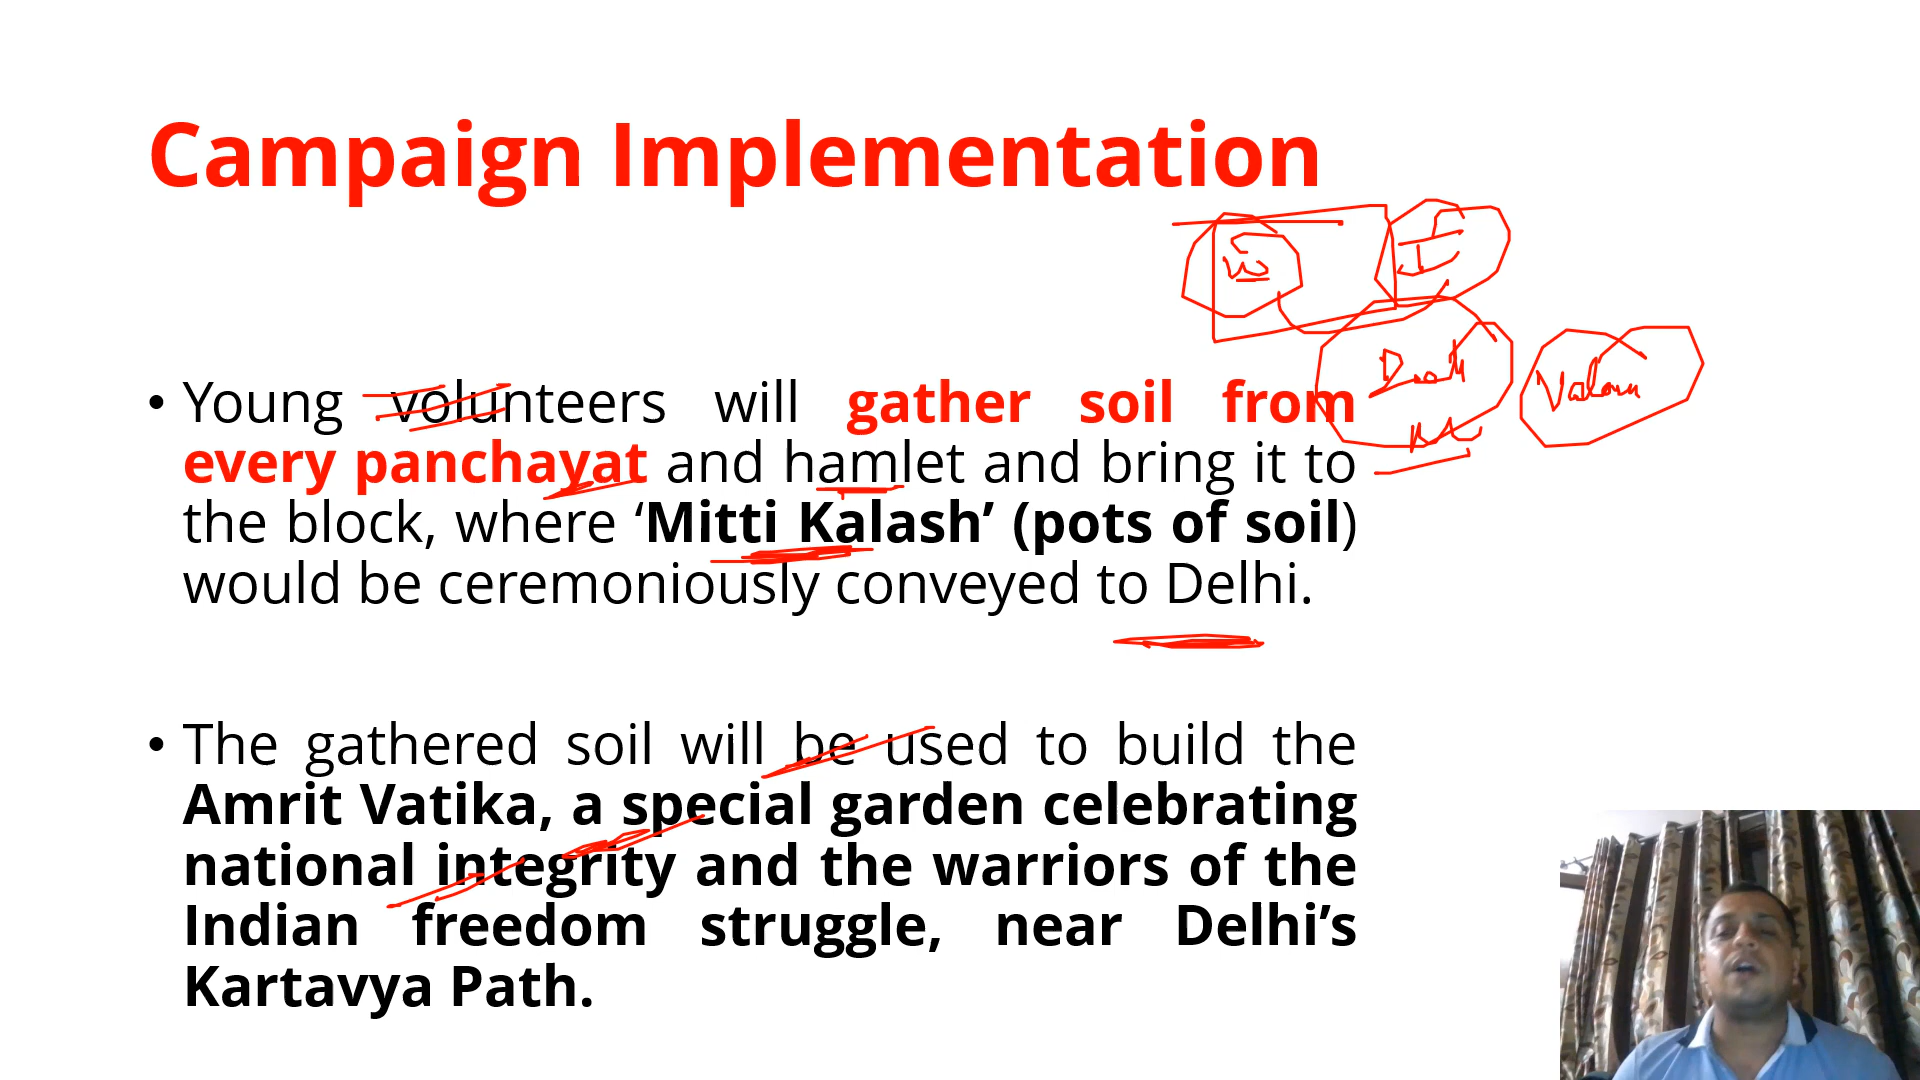 Campaign Implementation
• Young volunteers will gather soil from
every panchayat and hamlet and bring it to
the block, where ‘Mitti Kalash’ (pots of soil)
would be ceremoniously conveyed to Delhi.
• The gathered soil will be used to build the
Amrit Vatika, a special garden celebrating
national integrity and the warriors of the
Indian freedom struggle, near Delhi’s
Kartavya Path.